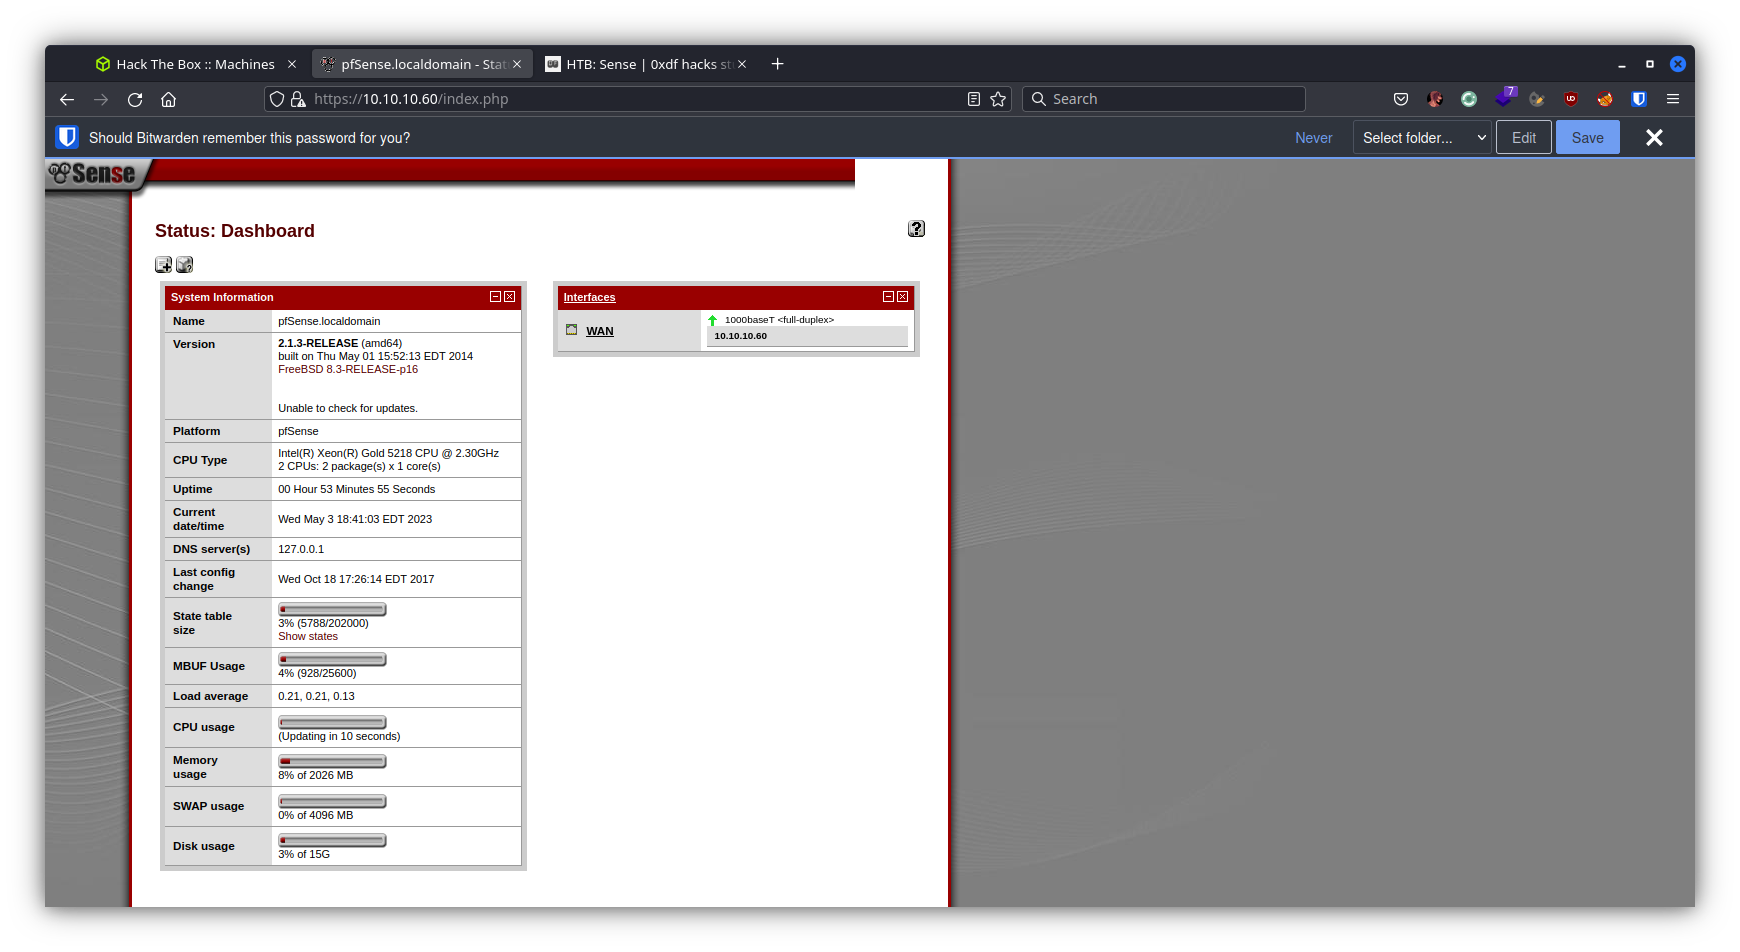 Hack The Box :: Machines
pfSense.localdomain - Stat
HTB: Sense | 0xdf hacks st
https://10.10.10.60/index.php
Search
7
Should Bitwarden remember this password for you?
Never
Select folder...
Edit
Save
Sense
Status: Dashboard
System Information
Name
pfSense.localdomain
Version
2.1.3-RELEASE (amd64)
built on Thu May 01 15:52:13 EDT 2014
FreeBSD 8.3-RELEASE-p16
Unable to check for updates.
Platform
pfSense
CPU Type
Intel(R) Xeon(R) Gold 5218 CPU @ 2.30GHz
2 CPUs: 2 package(s) x 1 core(s)
Uptime
00 Hour 53 Minutes 55 Seconds
Current
date/time
Wed May 3 18:41:03 EDT 2023
DNS server(s)
127.0.0.1
Last config
change
Wed Oct 18 17:26:14 EDT 2017
State table
size
3% (5788/202000)
Show states
MBUF Usage
4% (928/25600)
Load average
0.21, 0.21, 0.13
CPU usage
(Updating in 10 seconds)
Memory
usage
8% of 2026 MB
SWAP usage
0% of 4096 MB
Disk usage
3% of 15G
Interfaces
WAN
1000baseT <full-duplex>
10.10.10.60